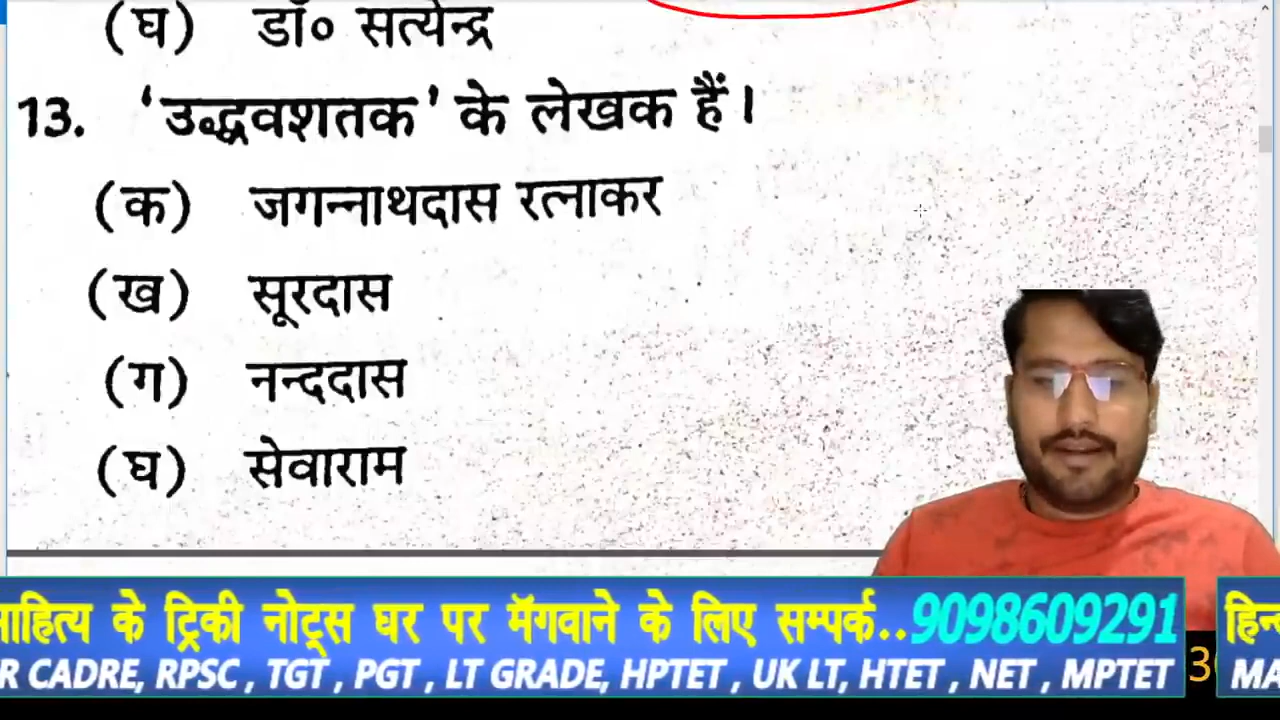 (घ) डॉ० सत्येन्द्र
13. 'उद्धवशतक' के लेखक हैं।
(क) जगन्नाथदास रत्नाकर
(ख) सूरदास
(ग) नन्ददास
(घ) सेवाराम
के ट्रिकी नोट्स घर पर मॅगवाने के लिए सम्पर्क..9098609291
R CADRE, RPSC , TGT , PGT , LT GRADE, HPTET , UK LT, HTET , NET , MPTET